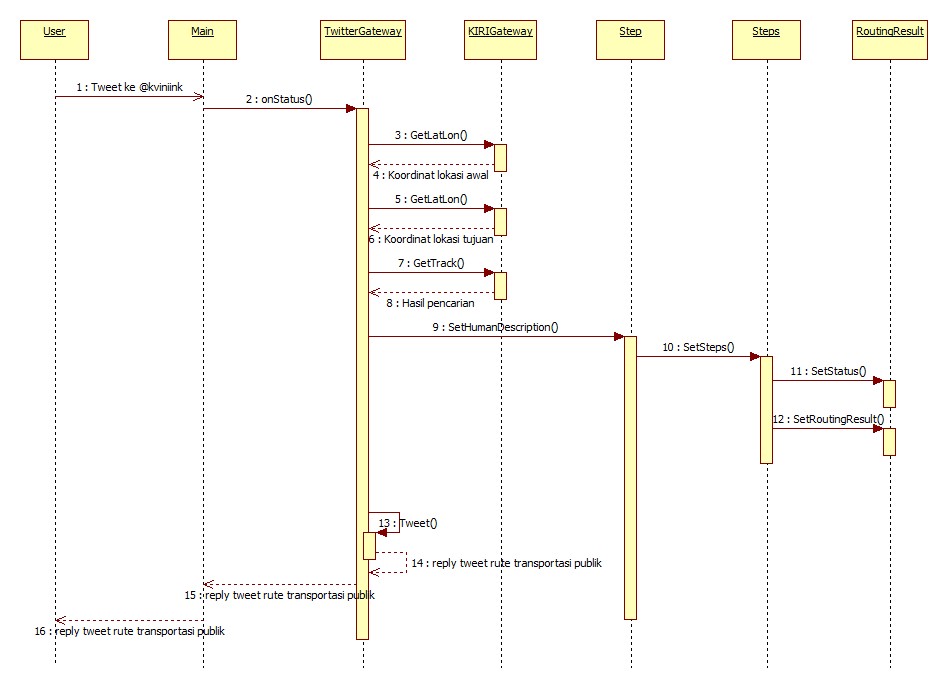 User
Main
TwitterGateway
KIRIGateway
Step
Steps
RoutingResult
1 : Tweet ke @kviniink
2 : onStatus()
3 : GetLatLon()
4 : Koordinat lokasi awal
5 : GetLatLon()
6 : Koordinat lokasi tujuan
7 : GetTrack()
8 : Hasil pencarian
9 : SetHumanDescription()
10 : SetSteps()
11 : SetStatus()
12 : SetRoutingResult()
13 : Tweet()
14 : reply tweet rute transportasi publik
15 : reply tweet rute transportasi publik
16 : reply tweet rute transportasi publik